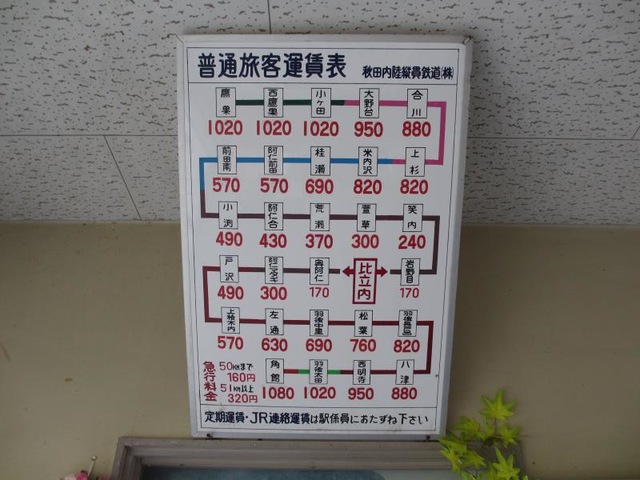 普通旅客運賃表 秋田内陸縦貫鉄道(株)
鷹巣 西鷹巣 小ヶ田 大野台 合川
1020 1020 1020 950 880
前田南 阿仁前田 桂瀬 米内沢 上杉
570 570 690 820 820
小渕 阿仁合 荒瀬 萱草 笑内
490 430 370 300 240
戸沢 阿仁マタギ 奥阿仁 比立内 岩野目
490 300 170 170
上桧木内 左通 羽後中里 松葉 羽後長戸呂
570 630 690 760 820
急行料金 50kmまで 160円 51km以上 320円
角館 羽後太田 西明寺 八津
1080 1020 950 880
定期運賃・JR連絡運賃は駅係員におたずね下さい